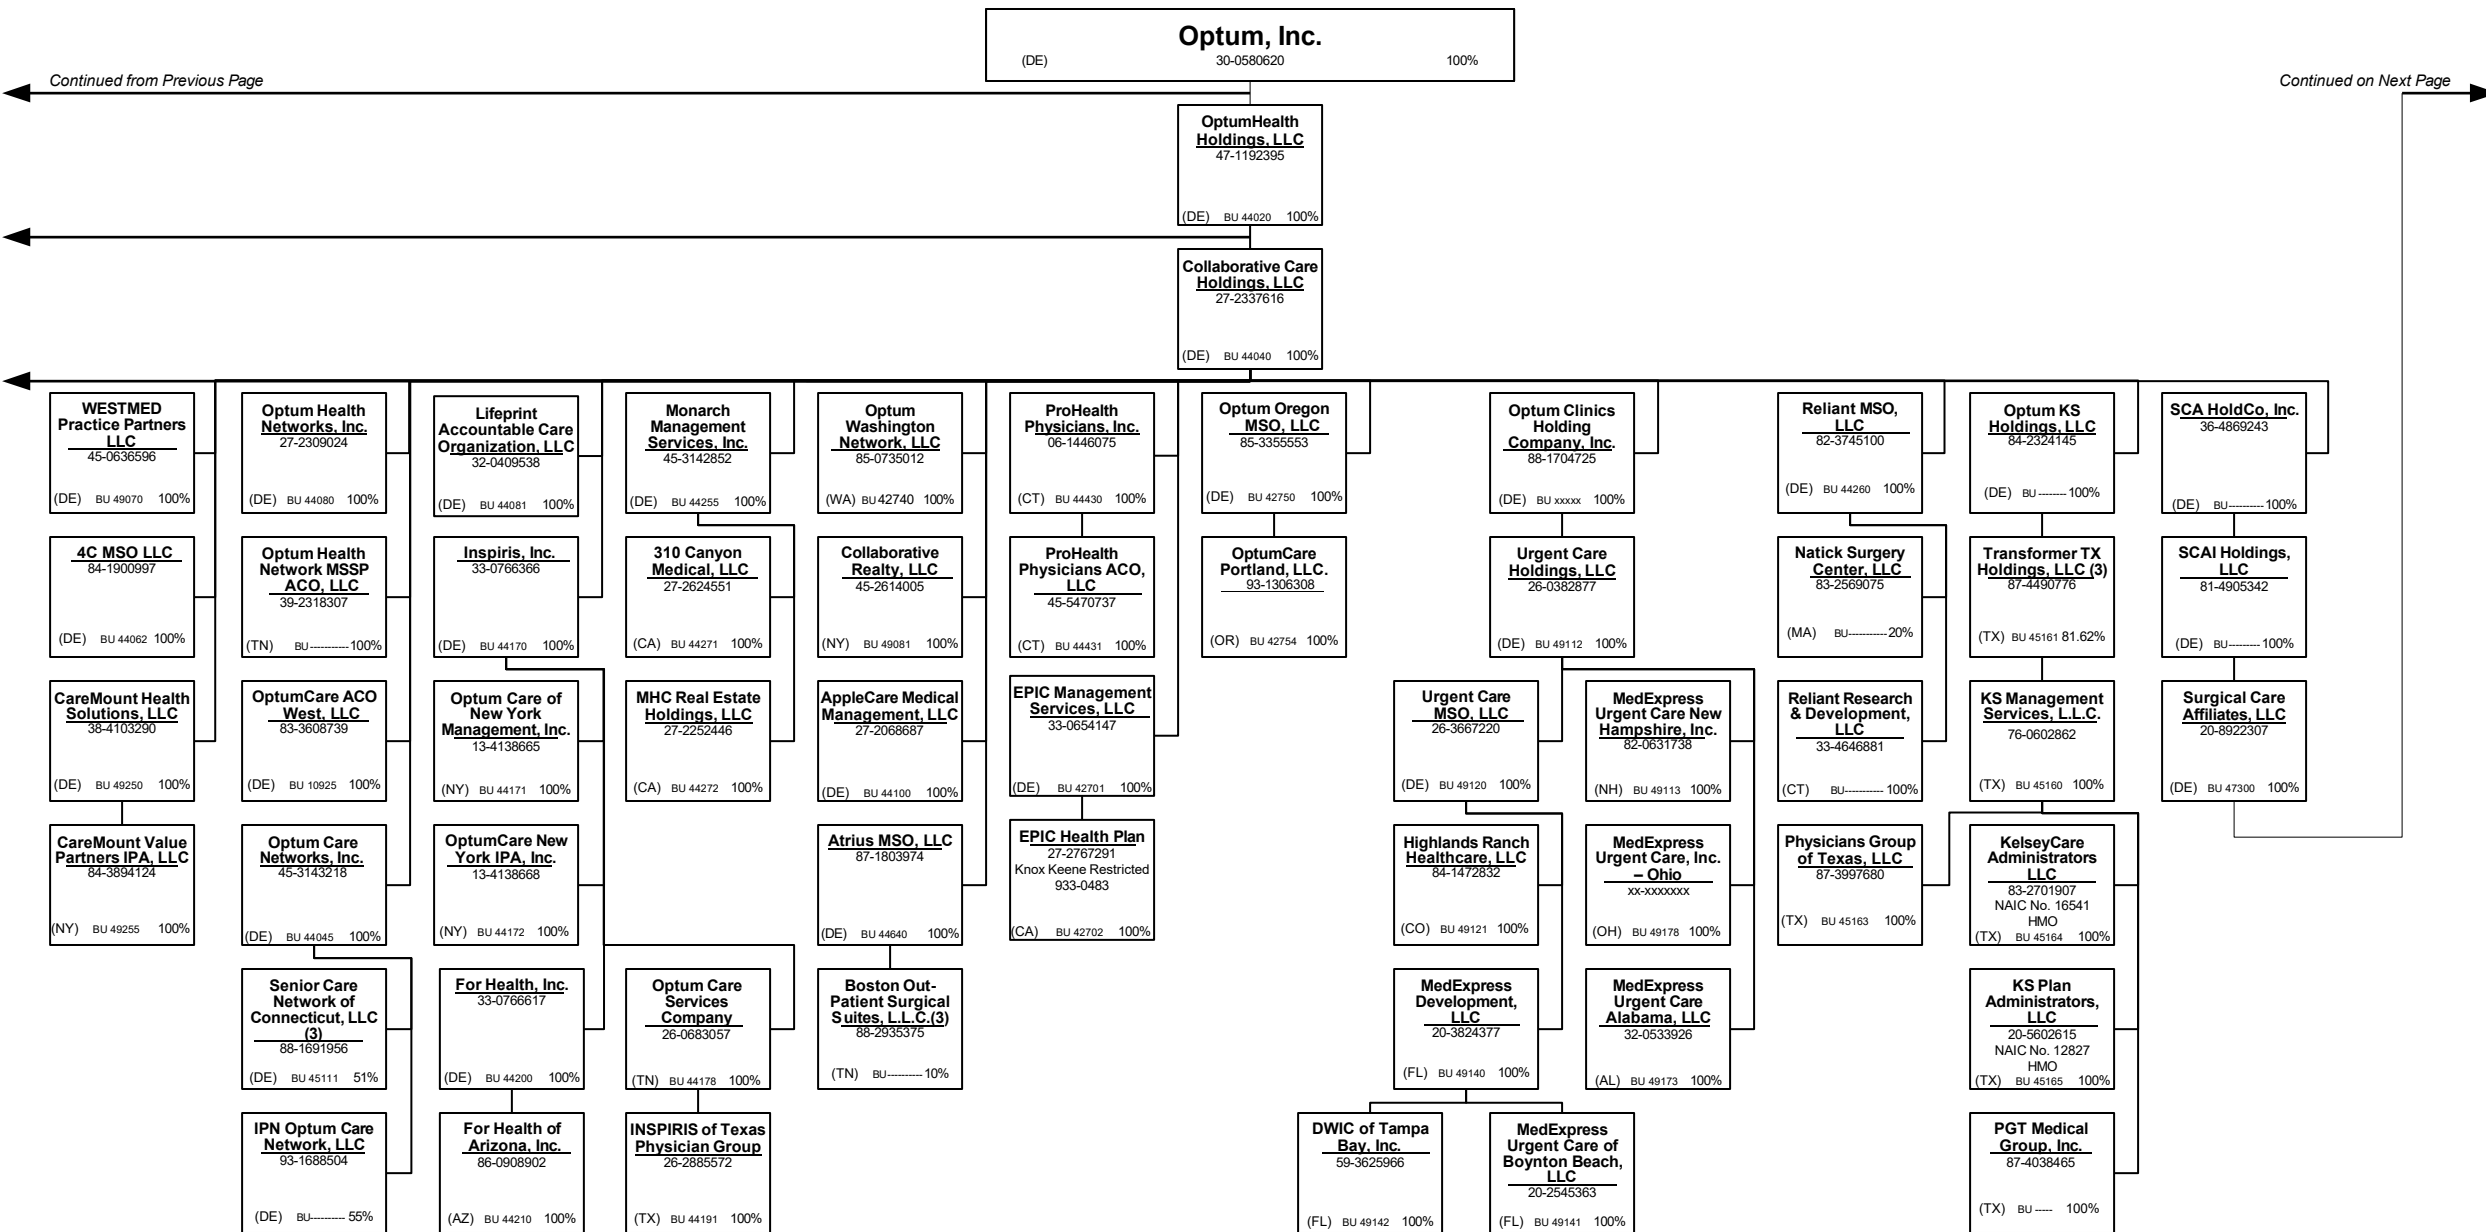 Optum, Inc.
(DE) 30-0580620 100%
Continued from Previous Page
Continued on Next Page
OptumHealth
Holdings, LLC
47-1192395
(DE) BU 44020 100%
Collaborative Care
Holdings, LLC
27-2337616
(DE) BU 44040 100%
WESTMED
Practice Partners
LLC
45-0636596
(DE) BU 49070 100%
Optum Health
Networks, Inc.
27-2309024
(DE) BU 44080 100%
Lifeprint
Accountable Care
Organization, LLC
32-0409538
(DE) BU 44081 100%
Monarch
Management
Services, Inc.
45-3142852
(DE) BU 44255 100%
Optum
Washington
Network, LLC
85-0735012
(WA) BU 42740 100%
ProHealth
Physicians, Inc.
06-1446075
(CT) BU 44430 100%
Optum Oregon
MSO, LLC
85-3355553
(DE) BU 42750 100%
Optum Clinics
Holding
Company, Inc.
88-1704725
(DE) BU xxxxx 100%
Reliant MSO,
LLC
82-3745100
(DE) BU 44260 100%
Optum KS
Holdings, LLC
84-2324145
(DE) BU -------- 100%
SCA HoldCo, Inc.
36-4869243
(DE) BU---------- 100%
4C MSO LLC
84-1900997
(DE) BU 44062 100%
Optum Health
Network MSSP
ACO, LLC
39-2318307
(TN) BU----------- 100%
Inspiris, Inc.
33-0766366
(DE) BU 44170 100%
310 Canyon
Medical, LLC
27-2624551
(CA) BU 44271 100%
Collaborative
Realty, LLC
45-2614005
(NY) BU 49081 100%
ProHealth
Physicians ACO,
LLC
45-5470737
(CT) BU 44431 100%
OptumCare
Portland, LLC.
93-1306308
(OR) BU 42754 100%
Urgent Care
Holdings, LLC
26-0382877
(DE) BU 49112 100%
Natick Surgery
Center, LLC
83-2569075
(MA) BU----------- 20%
Transformer TX
Holdings, LLC (3)
87-4490776
(TX) BU 45161 81.62%
SCAI Holdings,
LLC
81-4905342
(DE) BU--------- 100%
CareMount Health
Solutions, LLC
38-4103290
(DE) BU 49250 100%
OptumCare ACO
West, LLC
83-3608739
(DE) BU 10925 100%
Optum Care of
New York
Management, Inc.
13-4138665
(NY) BU 44171 100%
MHC Real Estate
Holdings, LLC
27-2252446
(CA) BU 44272 100%
AppleCare Medical
Management, LLC
27-2068687
(DE) BU 44100 100%
EPIC Management
Services, LLC
33-0654147
(DE) BU 42701 100%
Urgent Care
MSO, LLC
26-3667220
(DE) BU 49120 100%
MedExpress
Urgent Care New
Hampshire, Inc.
82-0631738
(NH) BU 49113 100%
Reliant Research
& Development,
LLC
33-4646881
(CT) BU----------- 100%
KS Management
Services, L.L.C.
76-0602862
(TX) BU 45160 100%
Surgical Care
Affiliates, LLC
20-8922307
(DE) BU 47300 100%
CareMount Value
Partners IPA, LLC
84-3894124
(NY) BU 49255 100%
Optum Care
Networks, Inc.
45-3143218
(DE) BU 44045 100%
OptumCare New
York IPA, Inc.
13-4138668
(NY) BU 44172 100%
Atrius MSO, LLC
87-1803974
(DE) BU 44640 100%
EPIC Health Plan
27-2767291
Knox Keene Restricted
933-0483
(CA) BU 42702 100%
Highlands Ranch
Healthcare, LLC
84-1472832
(CO) BU 49121 100%
MedExpress
Urgent Care, Inc.
– Ohio
xx-xxxxxxx
(OH) BU 49178 100%
Physicians Group
of Texas, LLC
87-3997680
(TX) BU 45163 100%
KelseyCare
Administrators
LLC
83-2701907
NAIC No. 16541
HMO
(TX) BU 45164 100%
Senior Care
Network of
Connecticut, LLC
(3)
88-1691956
(DE) BU 45111 51%
For Health, Inc.
33-0766617
(DE) BU 44200 100%
Optum Care
Services
Company
26-0683057
(TN) BU 44178 100%
Boston Out-
Patient Surgical
Suites, L.L.C.(3)
88-2935375
(TN) BU---------- 10%
MedExpress
Development,
LLC
20-3824377
(FL) BU 49140 100%
MedExpress
Urgent Care
Alabama, LLC
32-0533926
(AL) BU 49173 100%
KS Plan
Administrators,
LLC
20-5602615
NAIC No. 12827
HMO
(TX) BU 45165 100%
IPN Optum Care
Network, LLC
93-1688504
(DE) BU---------- 55%
For Health of
Arizona, Inc.
86-0908902
(AZ) BU 44210 100%
INSPIRIS of Texas
Physician Group
26-2885572
(TX) BU 44191 100%
DWIC of Tampa
Bay, Inc.
59-3625966
(FL) BU 49142 100%
MedExpress
Urgent Care of
Boynton Beach,
LLC
20-2545363
(FL) BU 49141 100%
PGT Medical
Group, Inc.
87-4038465
(TX) BU ----- 100%